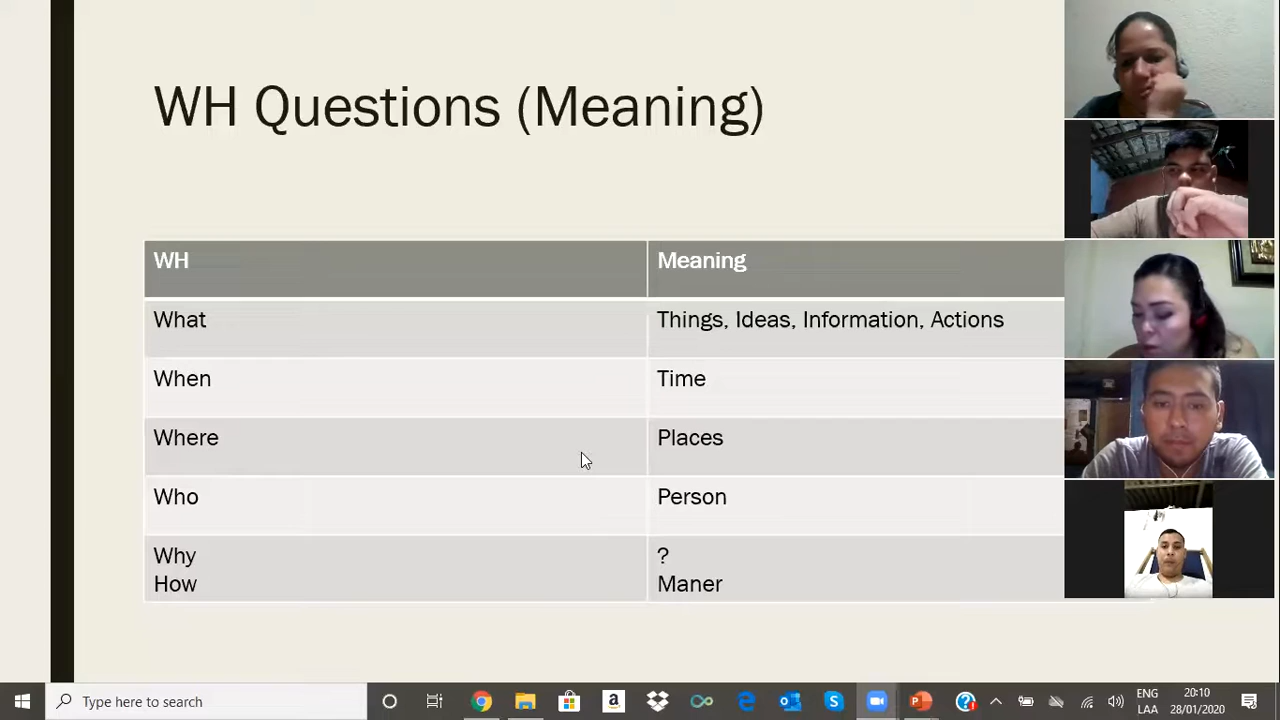 WH Questions (Meaning)
WH Meaning
What Things, Ideas, Information, Actions
When Time
Where Places
Who Person
Why ?
How Maner
Type here to search
ENG 20:10
LAA 28/01/2020